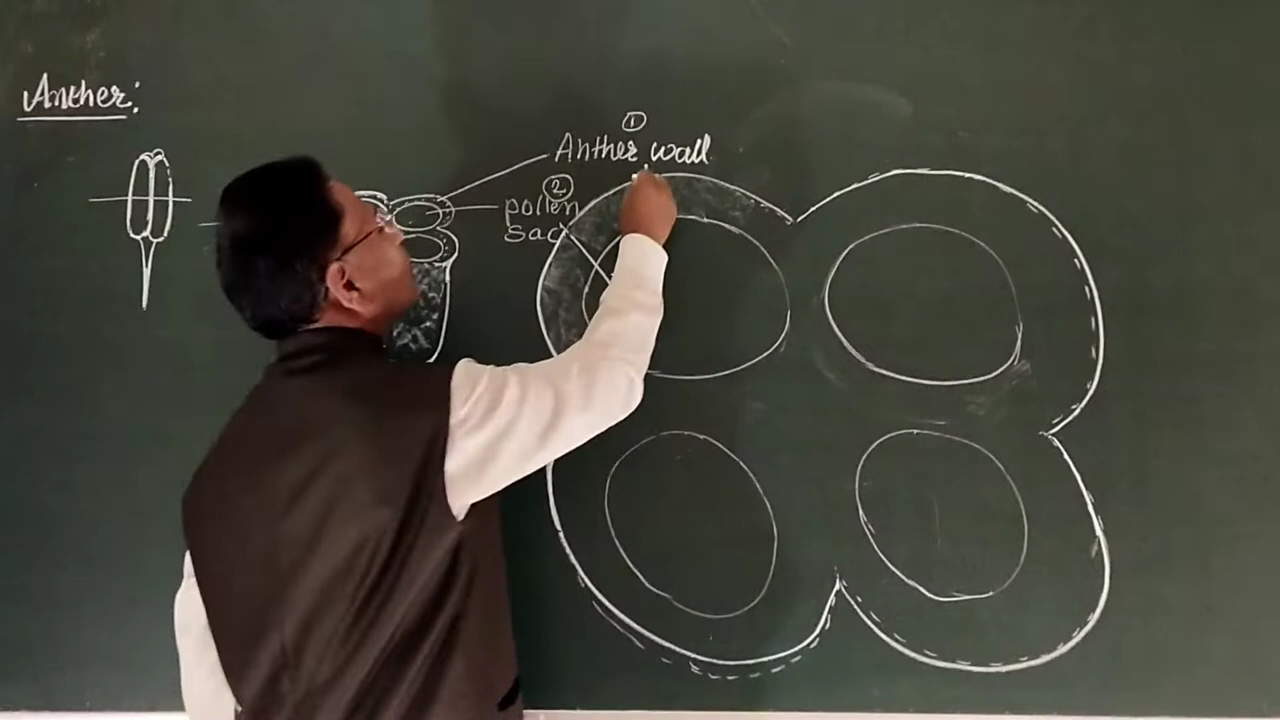 Anther:
①
Anther wall
②
pollen
sac